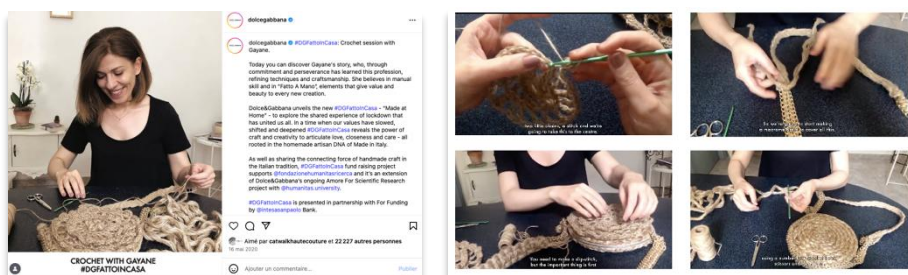 CROCHET WITH GAYANE
#DGFATTOINCASA
dolcegabbana
dolcegabbana #DGFattoInCasa: Crochet session with
Gayane.
Today you can discover Gayane's story, who, through
commitment and perseverance has learned this profession,
refining techniques and craftsmanship. She believes in manual
skill and in "Fatto A Mano", elements that give value and
beauty to every new creation.
Dolce&Gabbana unveils the new #DGFattoInCasa - "Made at
Home" - to explore the shared experience of lockdown that
has united us all. In a time when our values have slowed,
shifted and deepened #DGFattoInCasa reveals the power of
craft and creativity to articulate love, closeness and care - all
rooted in the homemade artisan DNA of Made in Italy.
As well as sharing the connecting force of handmade craft in
the Italian tradition, #DGFattoInCasa fund raising project
supports @fondazionehumanitasricerca and it's an extension
of Dolce&Gabbana's ongoing Amore For Scientific Research
project with @humanitas.university.
#DGFattoInCasa is presented in partnership with For Funding
by @intesasanpaolo Bank.
Aimé par catwalkhautecouture et 22 227 autres personnes
16 mai 2020
Ajouter un commentaire...
Publier
going to take this to the centre
You need to make a slipstitch,
but the important thing is first